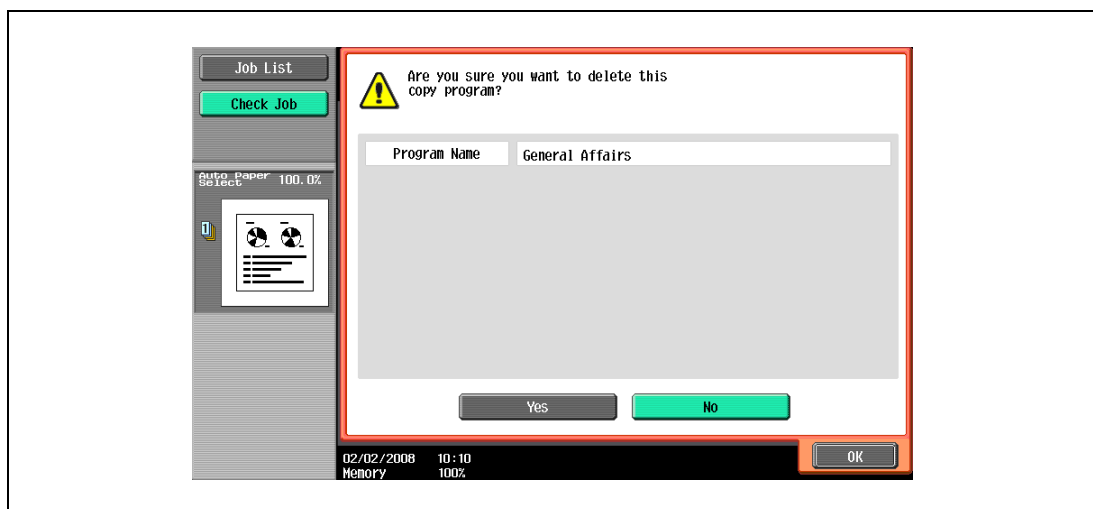 Job List
Check Job
Auto Paper
Select 100.0%
1
Are you sure you want to delete this
copy program?
Program Name General Affairs
Yes No
02/02/2008 10:10
Memory 100%
OK